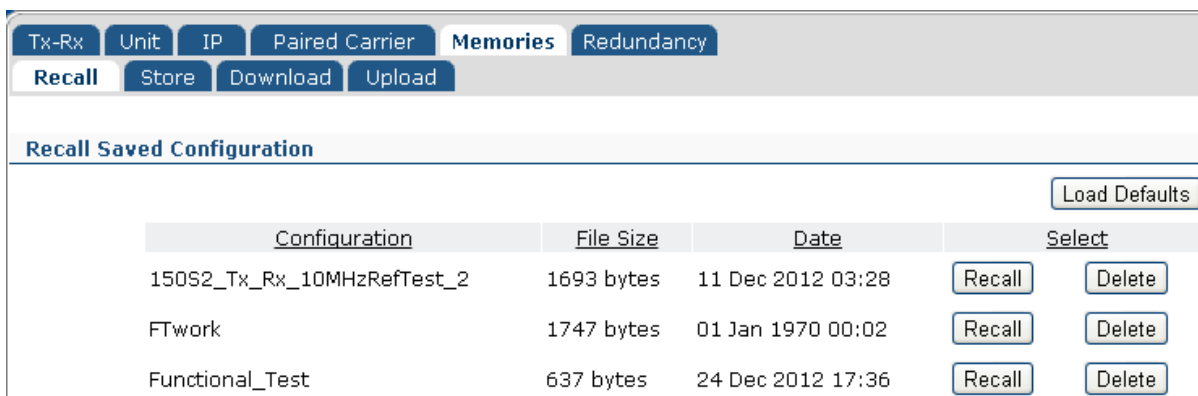 Tx-Rx Unit IP Paired Carrier Memories Redundancy
Recall Store Download Upload
Recall Saved Configuration
Load Defaults
Configuration File Size Date Select
150S2_Tx_Rx_10MHzRefTest_2 1693 bytes 11 Dec 2012 03:28 Recall Delete
FTwork 1747 bytes 01 Jan 1970 00:02 Recall Delete
Functional_Test 637 bytes 24 Dec 2012 17:36 Recall Delete